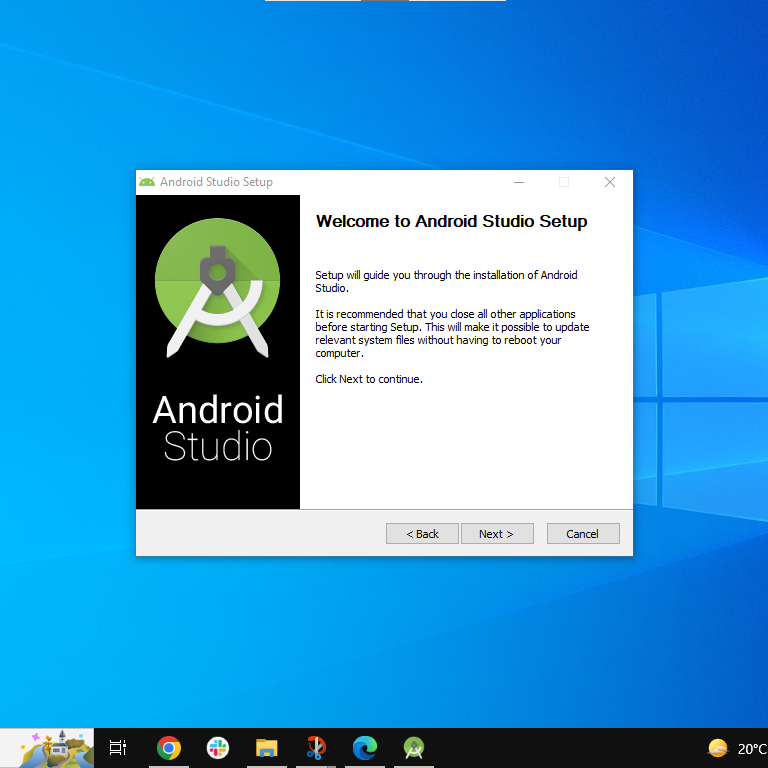 Android Studio Setup
Welcome to Android Studio Setup
Setup will guide you through the installation of Android
Studio.
It is recommended that you close all other applications
before starting Setup. This will make it possible to update
relevant system files without having to reboot your
computer.
Click Next to continue.
Android
Studio
< Back
Next >
Cancel
20°C